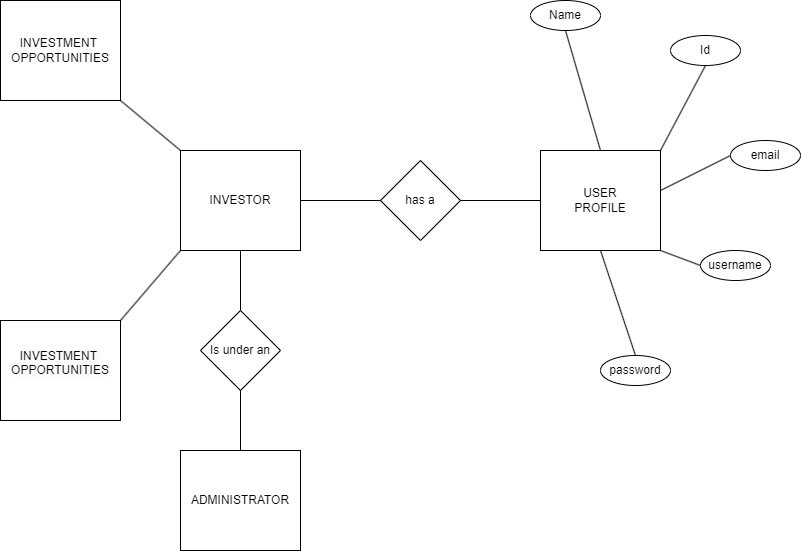 Name
INVESTMENT
OPPORTUNITIES
Id
email
INVESTOR
has a
USER
PROFILE
username
Is under an
INVESTMENT
OPPORTUNITIES
password
ADMINISTRATOR